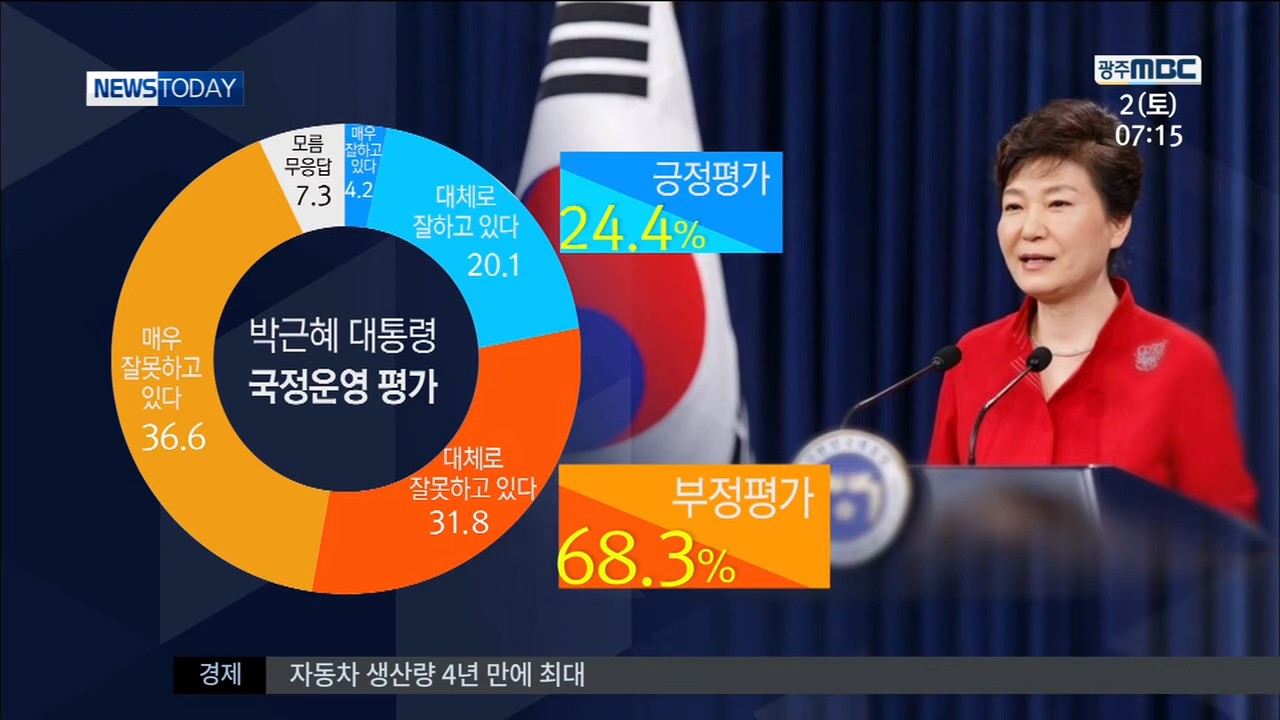 NEWSTODAY
광주MBC
2(토)
07:15
모름
무응답
7.3
매우
잘하고
있다
4.2
대체로
잘하고 있다
20.1
긍정평가
24.4%
박근혜 대통령
국정운영 평가
매우
잘못하고
있다
36.6
대체로
잘못하고 있다
31.8
부정평가
68.3%
경제 자동차 생산량 4년 만에 최대